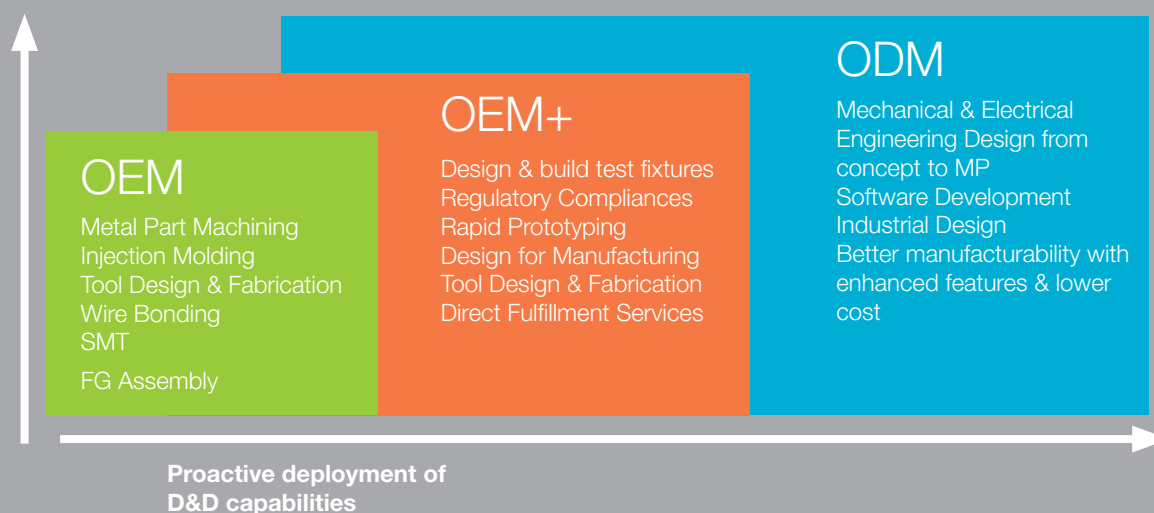 OEM
Metal Part Machining
Injection Molding
Tool Design & Fabrication
Wire Bonding
SMT
FG Assembly
OEM+
Design & build test fixtures
Regulatory Compliances
Rapid Prototyping
Design for Manufacturing
Tool Design & Fabrication
Direct Fulfillment Services
ODM
Mechanical & Electrical
Engineering Design from
concept to MP
Software Development
Industrial Design
Better manufacturability with
enhanced features & lower
cost
Proactive deployment of
D&D capabilities